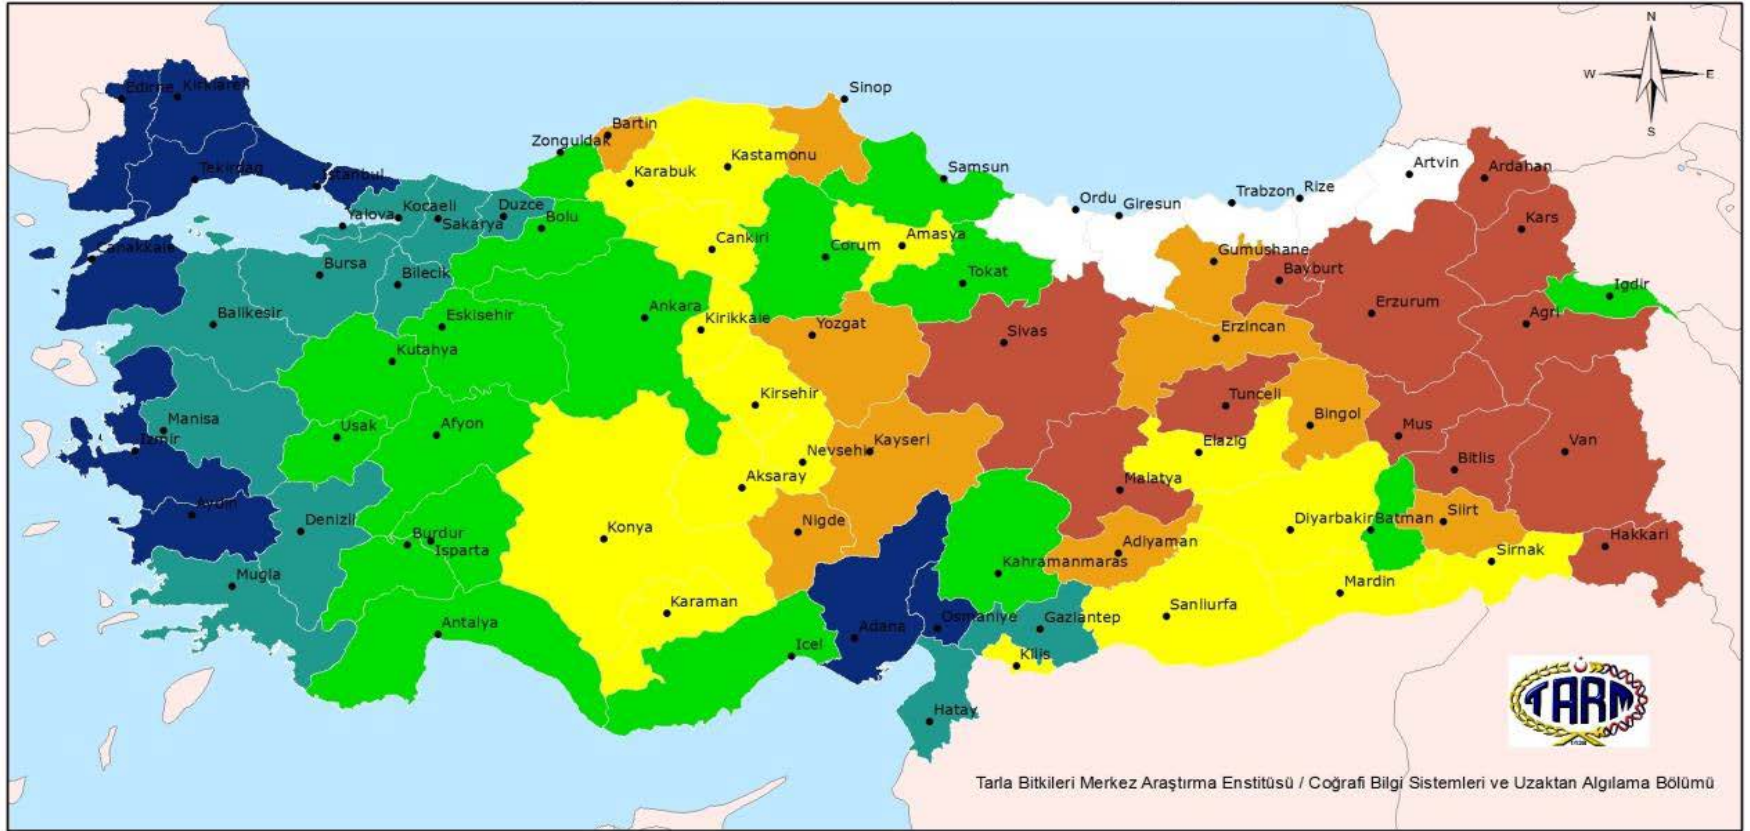 N
W E
S
Sinop
Edirne Kirklareli
Bartin
Zonguldak
Kastamonu
Karabuk
Samsun
Artvin
Ardahan
Tekirdag
Istanbul
Ordu
Giresun
Trabzon
Rize
Kars
Yalova
Kocaeli
Sakarya
Duzce
Bolu
Cankiri
Corum
Amasya
Gumushane
Bayburt
Canakkale
Bursa
Bilecik
Tokat
Erzurum
Igdir
Balikesir
Eskisehir
Ankara
Kirikkale
Yozgat
Sivas
Erzincan
Agri
Kutahya
Kirsehir
Tunceli
Bingol
Mus
Manisa
Izmir
Usak
Afyon
Nevsehir
Kayseri
Elazig
Bitlis
Van
Aksaray
Malatya
Aydin
Denizli
Burdur
Isparta
Konya
Nigde
Adiyaman
Diyarbakir
Batman
Siirt
Hakkari
Mugla
Kahramanmaras
Sirnak
Mardin
Karaman
Sanliurfa
Antalya
Icel
Adana
Osmaniye
Gaziantep
Kilis
Hatay
TARM
Tarla Bitkileri Merkez Araştırma Enstitüsü / Coğrafi Bilgi Sistemleri ve Uzaktan Algılama Bölümü